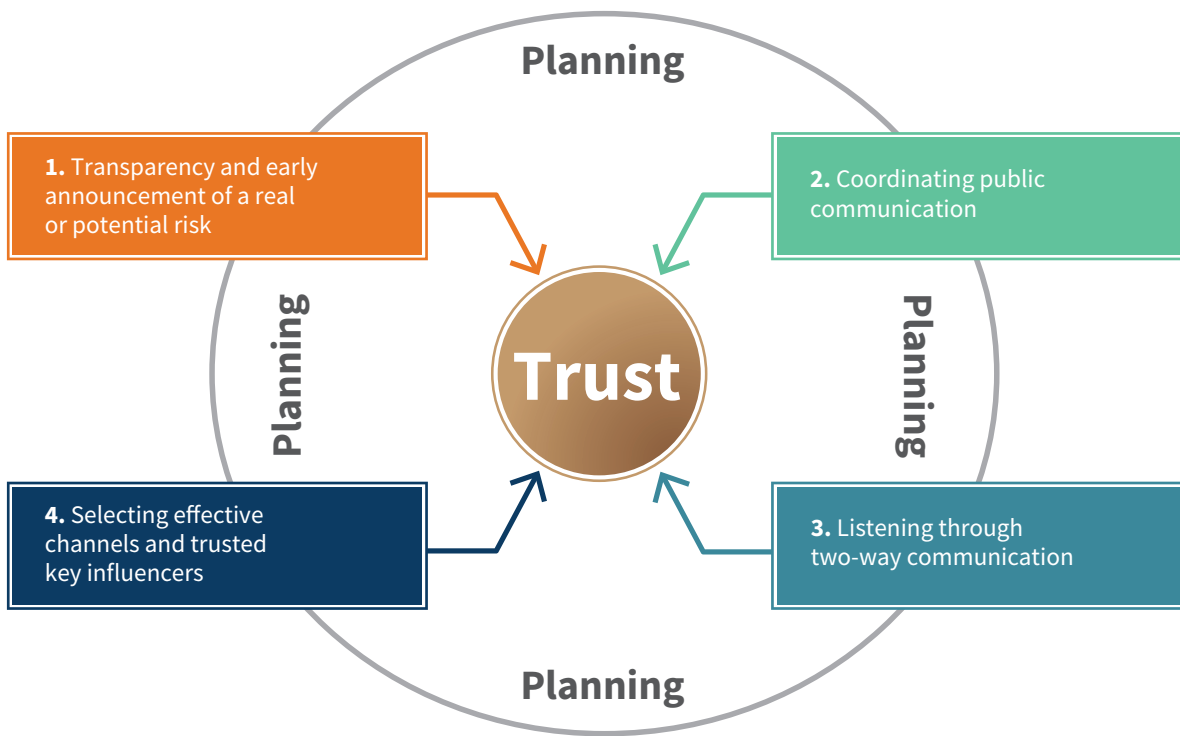 Planning
1. Transparency and early
announcement of a real
or potential risk
2. Coordinating public
communication
Planning
Trust
Planning
4. Selecting effective
channels and trusted
key influencers
3. Listening through
two-way communication
Planning